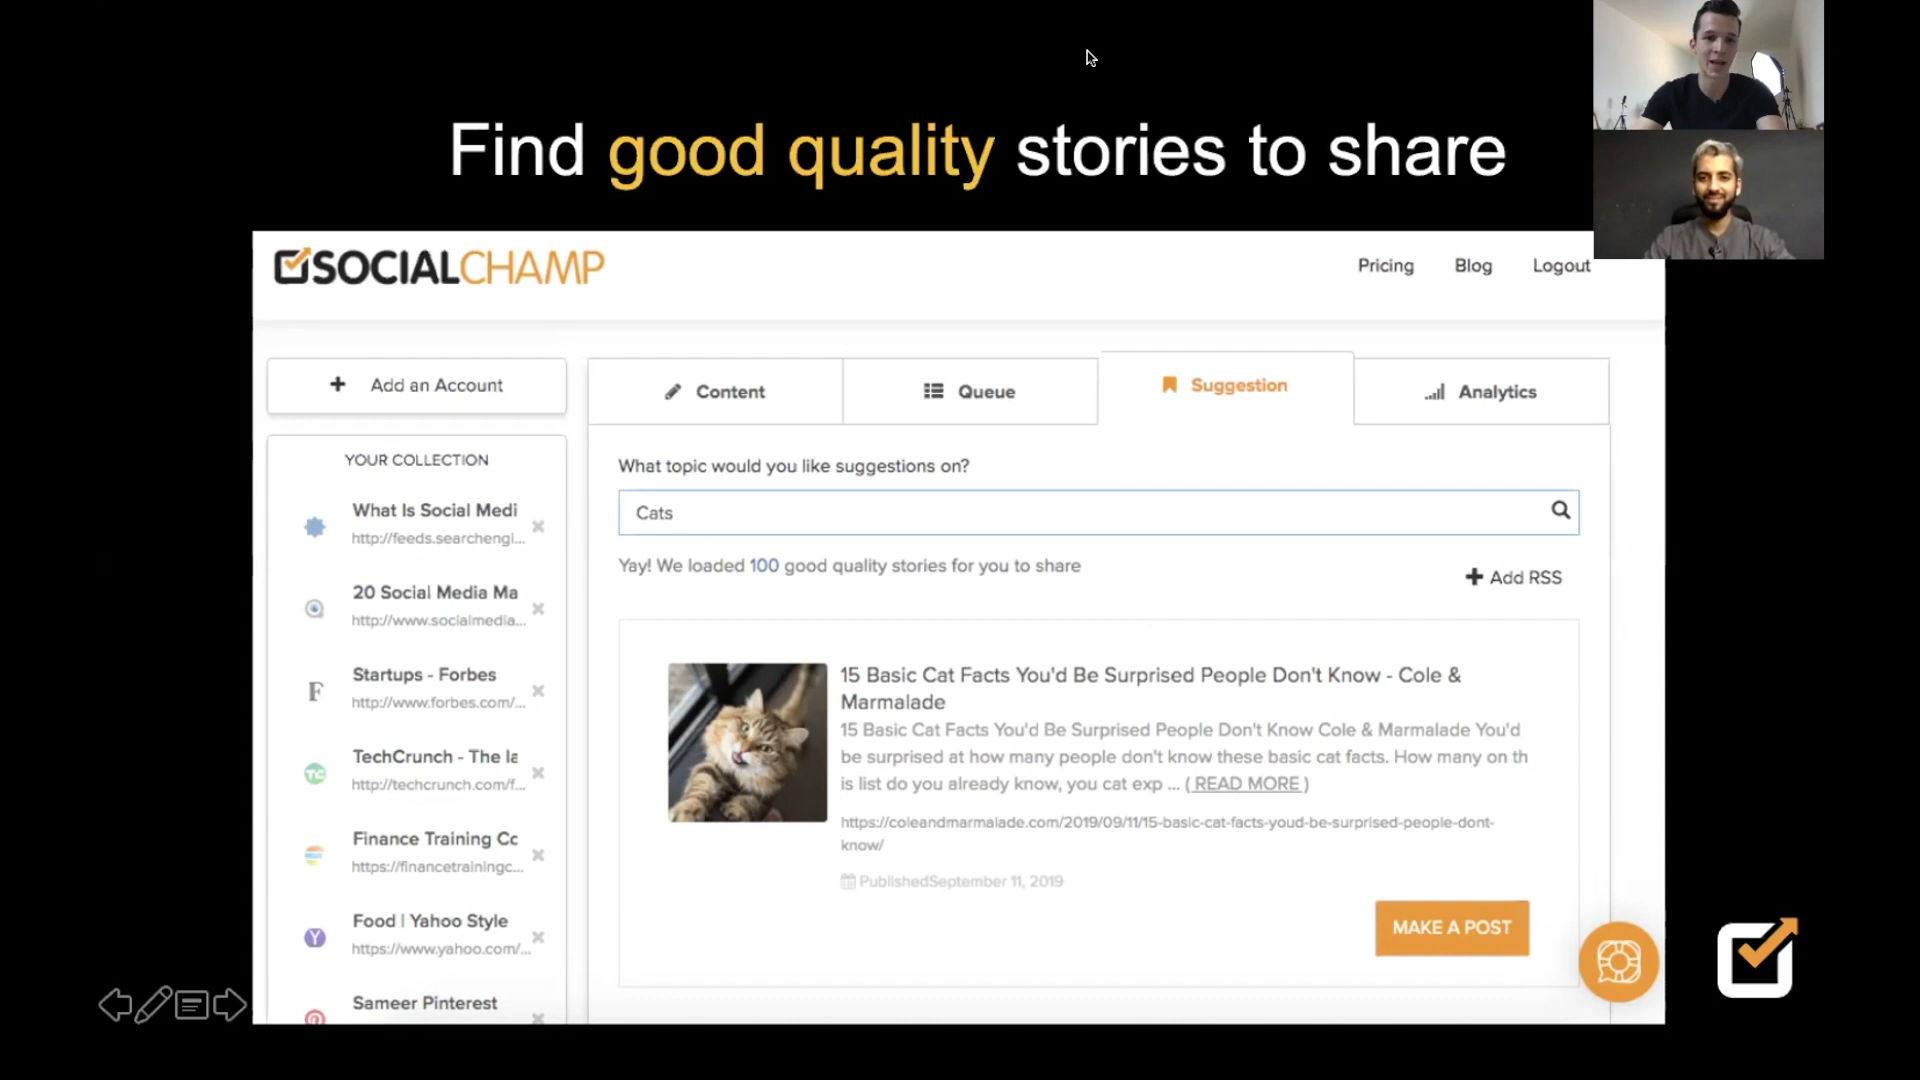 Find good quality stories to share
SOCIALCHAMP
Pricing
Blog
Logout
Add an Account
Content
Queue
Suggestion
Analytics
YOUR COLLECTION
What Is Social Medi
http://feeds.searchengl...
20 Social Media Ma
http://www.socialmedia...
Startups - Forbes
http://www.forbes.com/...
TechCrunch - The la
http://techcrunch.com/f...
Finance Training Cc
https://financetrainingc...
Food | Yahoo Style
https://www.yahoo.com/...
Sameer Pinterest
What topic would you like suggestions on?
Cats
Yay! We loaded 100 good quality stories for you to share
Add RSS
15 Basic Cat Facts You'd Be Surprised People Don't Know - Cole &
Marmalade
15 Basic Cat Facts You'd Be Surprised People Don't Know Cole & Marmalade You'd
be surprised at how many people don't know these basic cat facts. How many on th
is list do you already know, you cat exp ... ( READ MORE )
https://coleandmarmalade.com/2019/09/11/15-basic-cat-facts-youd-be-surprised-people-dont-
know/
PublishedSeptember 11, 2019
MAKE A POST